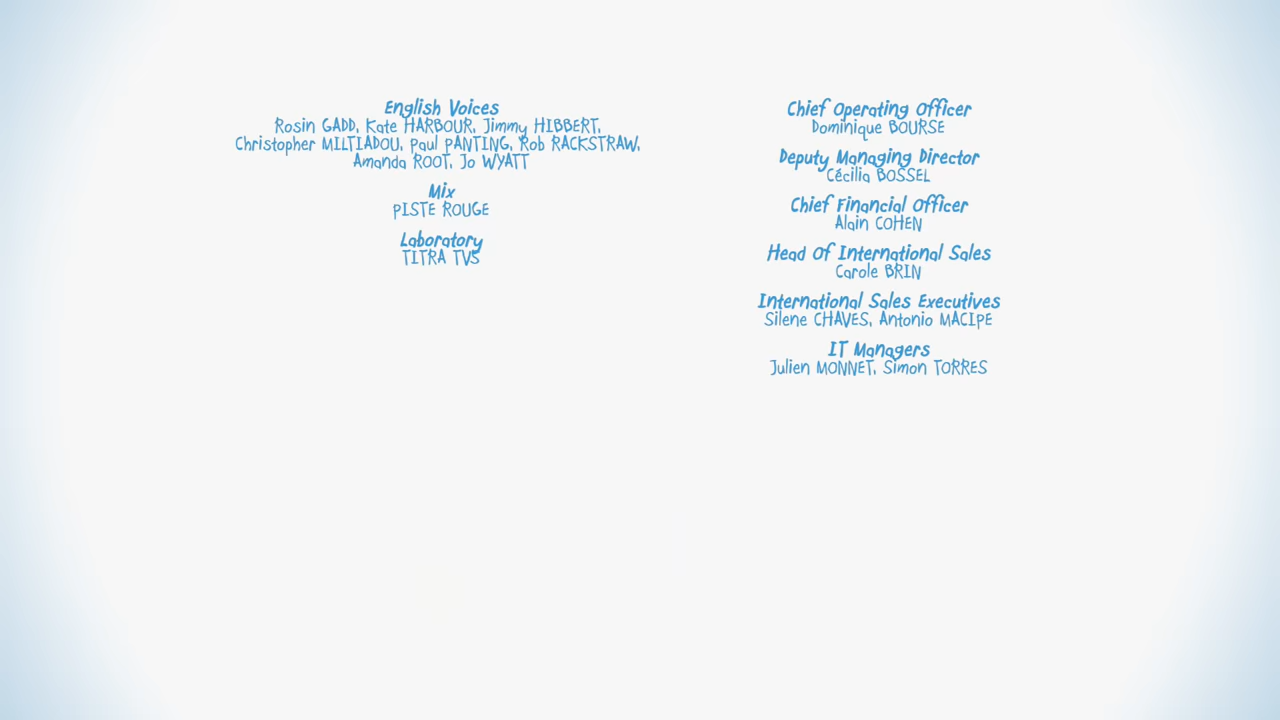 English Voices
Rosin GADD, Kate HARBOUR, Jimmy HIBBERT,
Christopher MILTIADOU, Paul PANTING, Rob RACKSTRAW,
Amanda ROOT, Jo WYATT
Mix
PISTE ROUGE
Laboratory
TITRA TVS
Chief Operating Officer
Dominique BOURSE
Deputy Managing Director
Cécilia BOSSEL
Chief Financial Officer
Alain COHEN
Head Of International Sales
Carole BRIN
International Sales Executives
Silene CHAVES, Antonio MACIPE
IT Managers
Julien MONNET, Simon TORRES